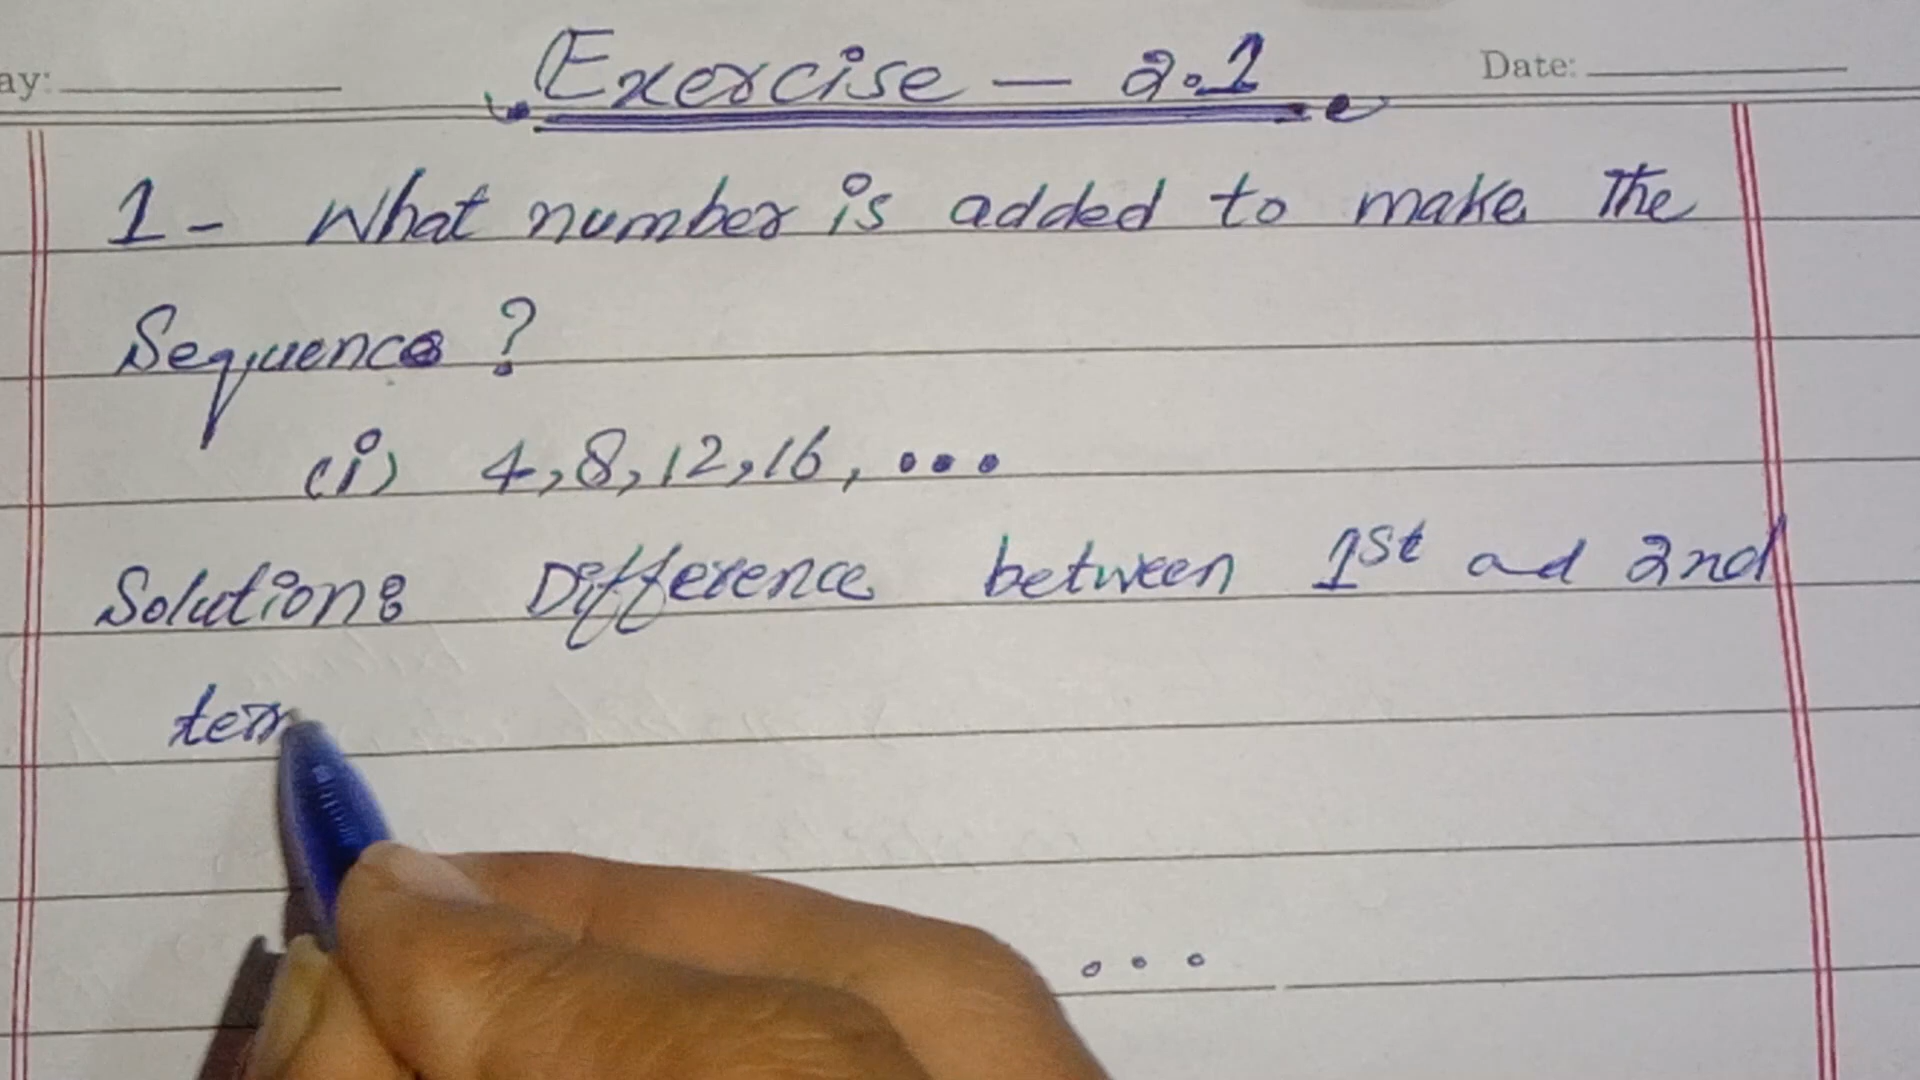 ay: Exercise – 2.1 Date:
1- What number is added to make the
Sequence ?
(i) 4,8,12,16, ...
Solution: Difference between 1st ad 2nd
term
...